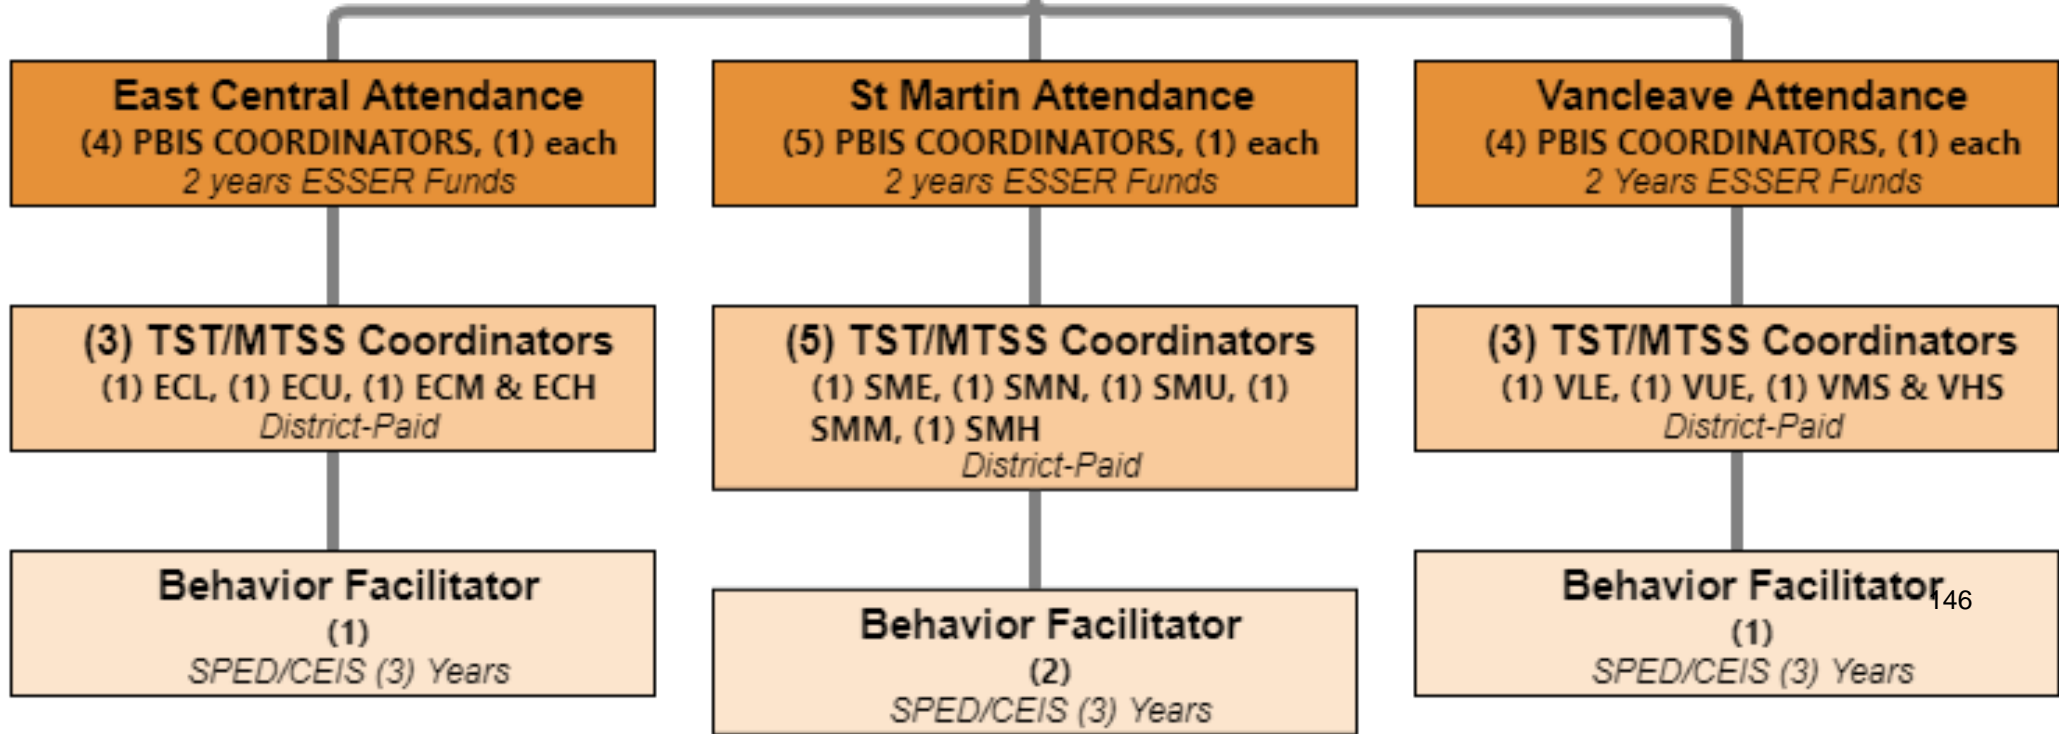 East Central Attendance
(4) PBIS COORDINATORS, (1) each
2 years ESSER Funds
St Martin Attendance
(5) PBIS COORDINATORS, (1) each
2 years ESSER Funds
Vancleave Attendance
(4) PBIS COORDINATORS, (1) each
2 Years ESSER Funds
(3) TST/MTSS Coordinators
(1) ECL, (1) ECU, (1) ECM & ECH
District-Paid
(5) TST/MTSS Coordinators
(1) SME, (1) SMN, (1) SMU, (1)
SMM, (1) SMH
District-Paid
(3) TST/MTSS Coordinators
(1) VLE, (1) VUE, (1) VMS & VHS
District-Paid
Behavior Facilitator
(1)
SPED/CEIS (3) Years
Behavior Facilitator
(2)
SPED/CEIS (3) Years
Behavior Facilitator
(1)
SPED/CEIS (3) Years
146